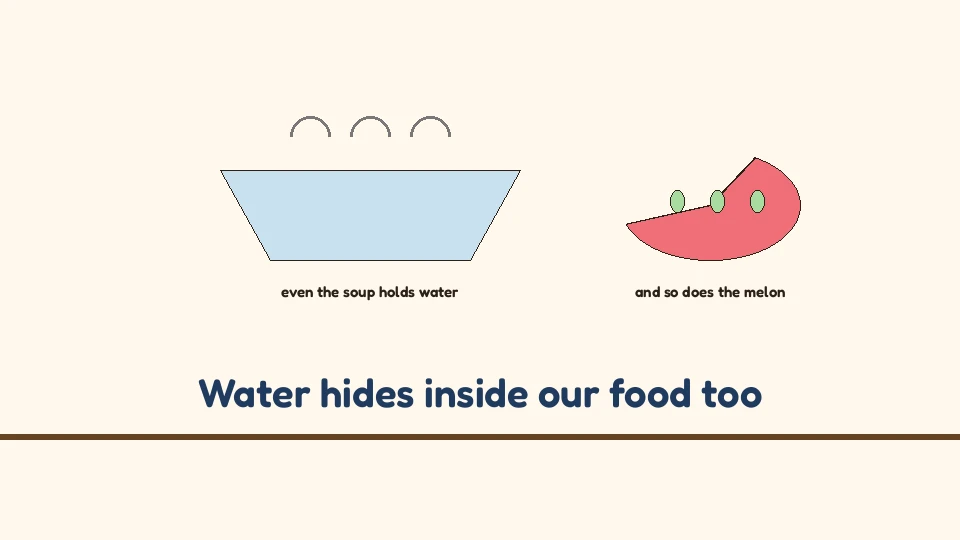 even the soup holds water
and so does the melon
Water hides inside our food too